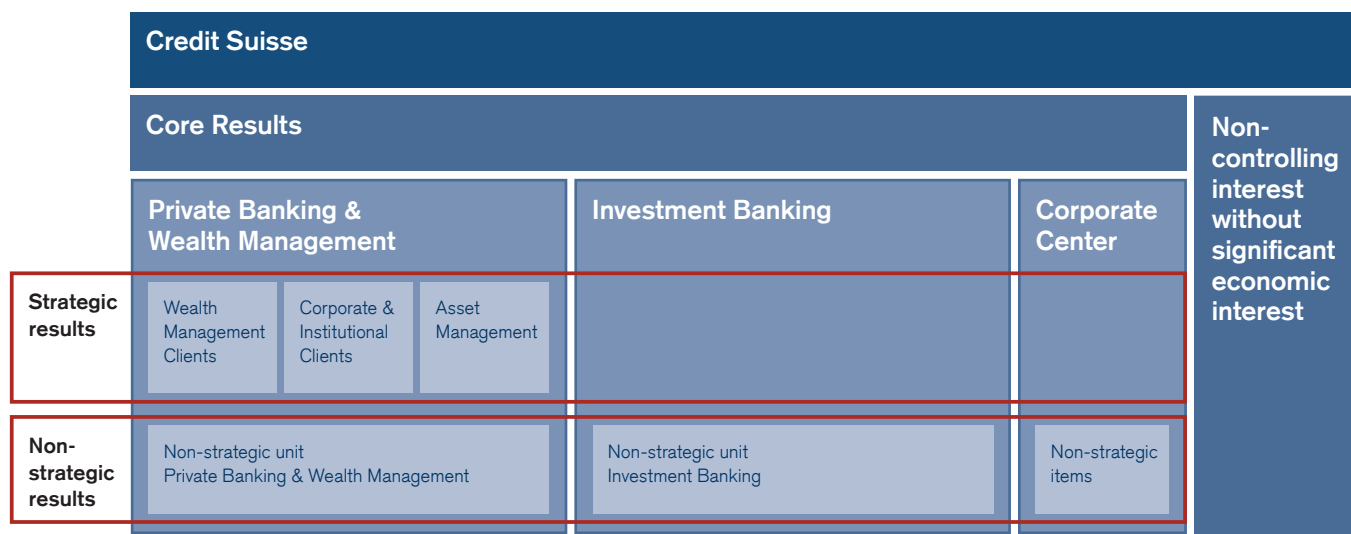 Credit Suisse
Core Results
Non-
controlling
interest
without
significant
economic
interest
Private Banking &
Wealth Management
Investment Banking
Corporate
Center
Strategic
results
Wealth
Management
Clients
Corporate &
Institutional
Clients
Asset
Management
Non-
strategic
results
Non-strategic unit
Private Banking & Wealth Management
Non-strategic unit
Investment Banking
Non-strategic
items